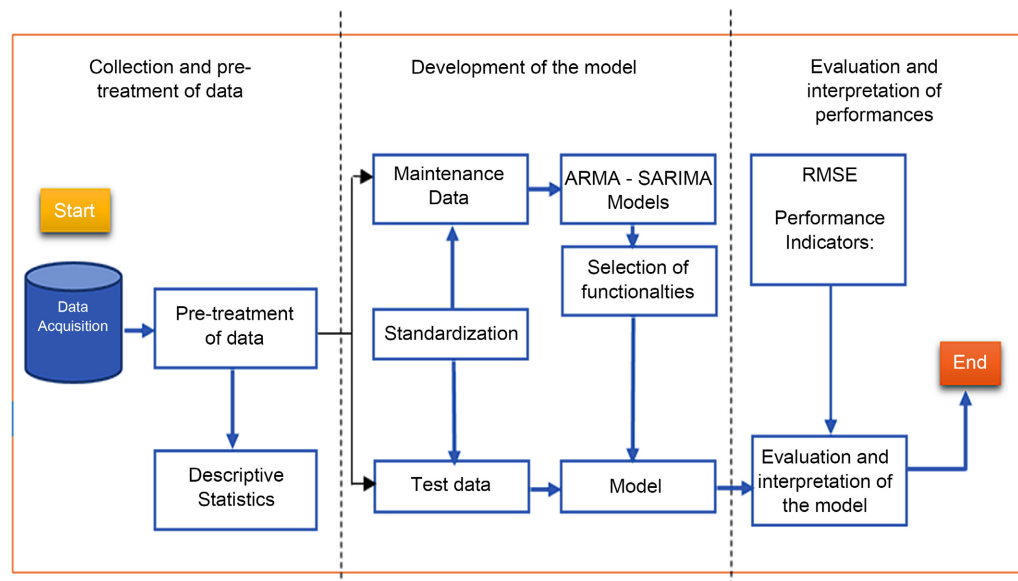 Collection and pre-
treatment of data
Start
Data
Acquisition
Pre-treatment
of data
Descriptive
Statistics
Development of the model
Maintenance
Data
ARMA - SARIMA
Models
Selection of
functionalties
Standardization
Test data
Model
Evaluation and
interpretation of
performances
RMSE
Performance
Indicators:
Evaluation and
interpretation of
the model
End